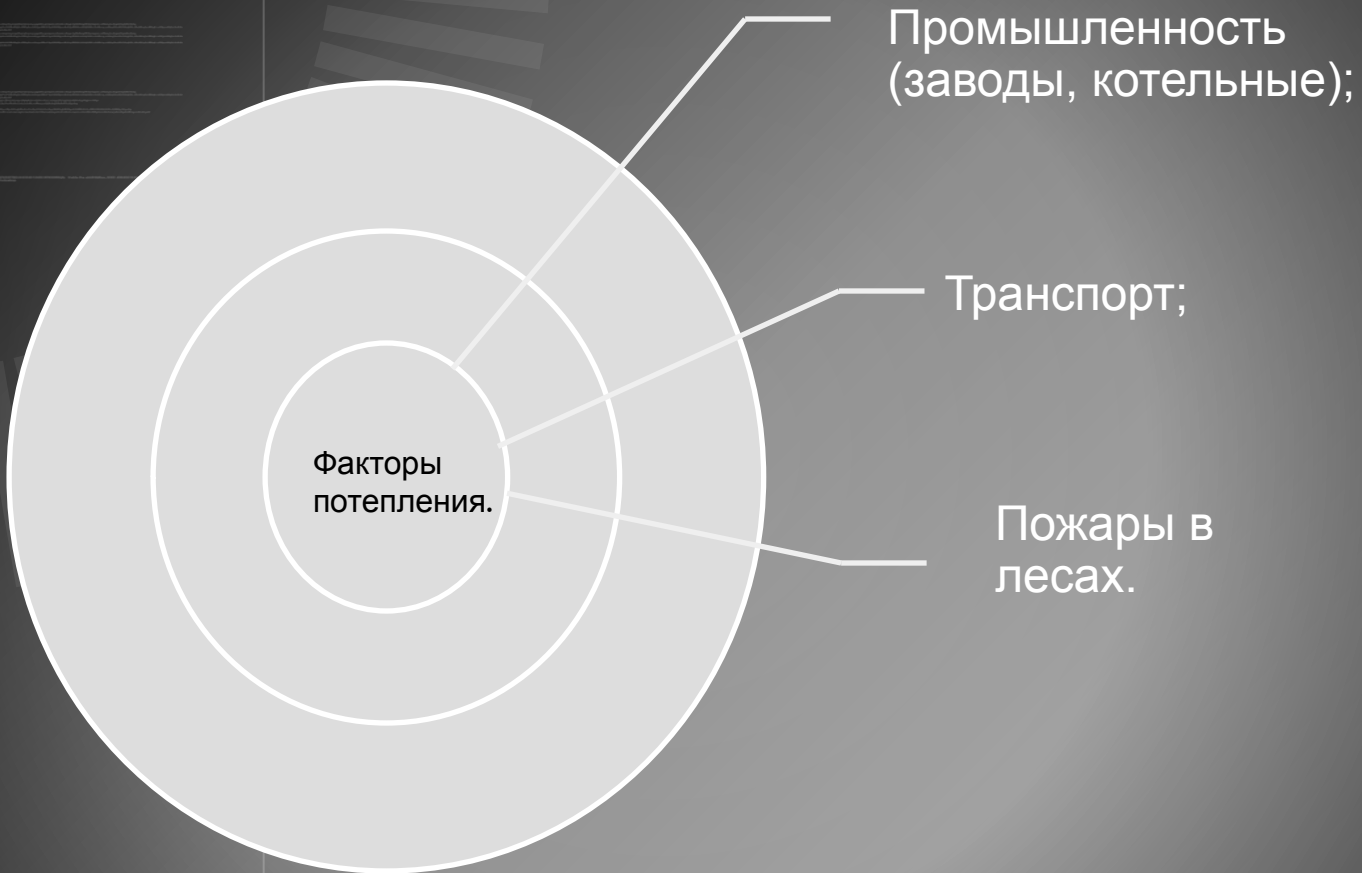 Промышленность
(заводы, котельные);
Транспорт;
Факторы
потепления.
Пожары в
лесах.